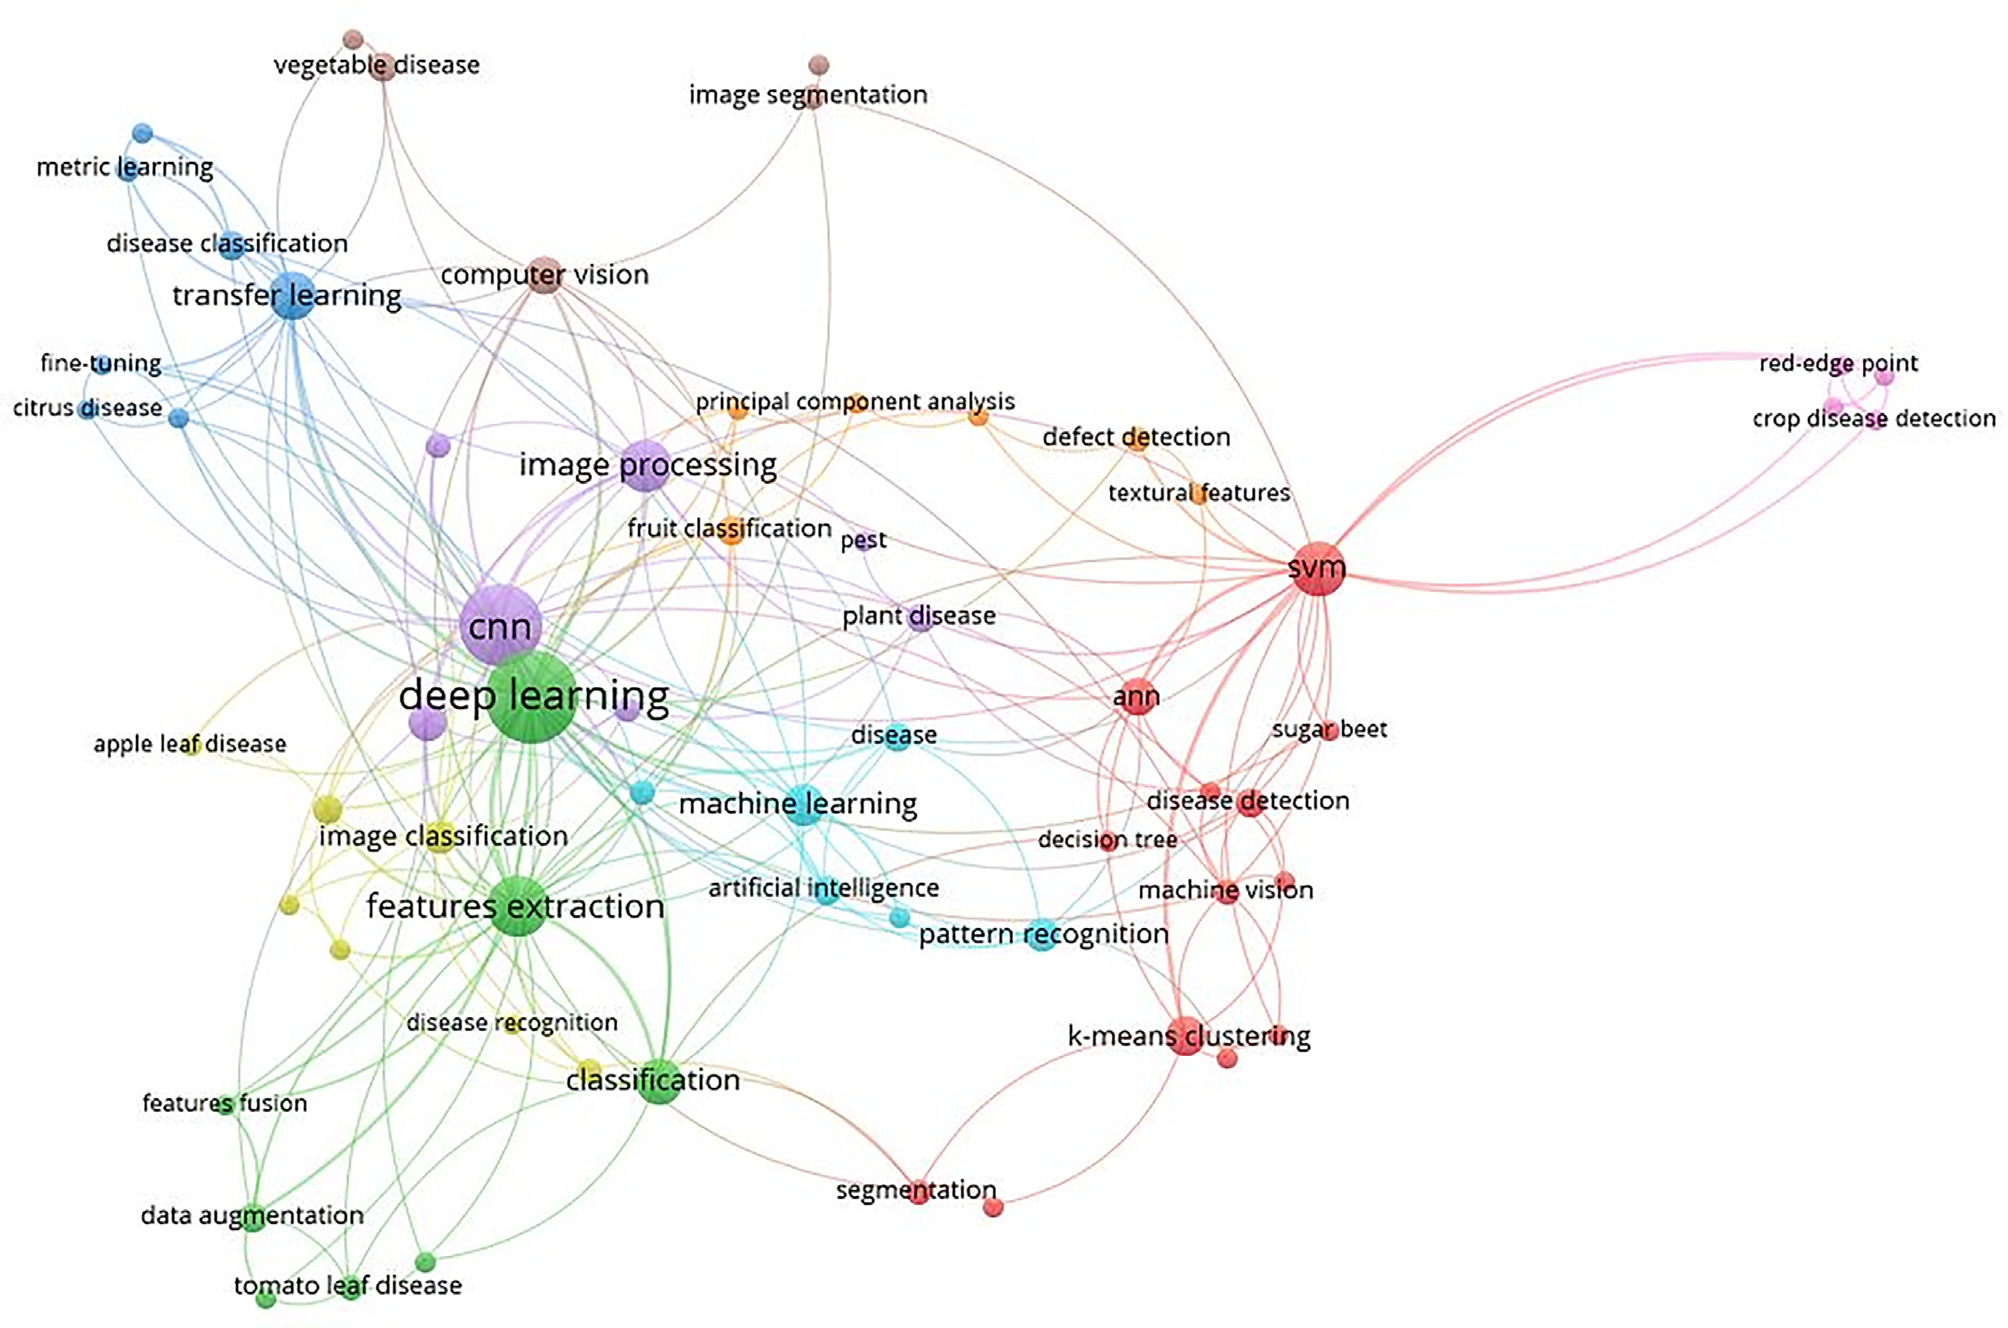 vegetable disease
image segmentation
metric learning
disease classification
computer vision
transfer learning
fine-tuning
red-edge point
principal component analysis
citrus disease
crop disease detection
defect detection
image processing
textural features
fruit classification
pest
svm
plant disease
cnn
deep learning
ann
sugar beet
disease
apple leaf disease
disease detection
machine learning
image classification
decision tree
artificial intelligence
machine vision
features extraction
pattern recognition
disease recognition
k-means clustering
classification
features fusion
segmentation
data augmentation
tomato leaf disease